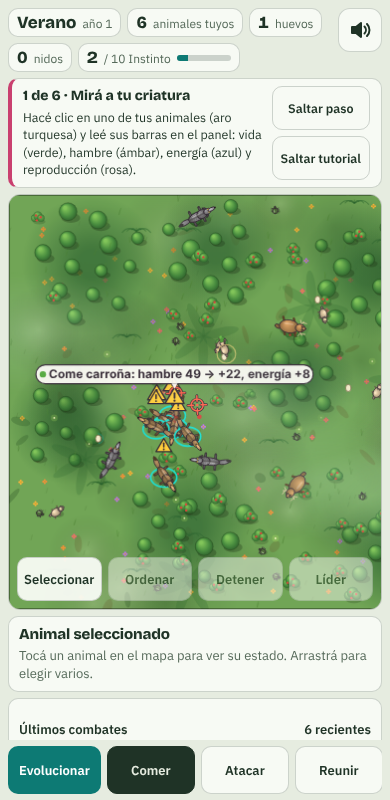 Verano año 1
6 animales tuyos
1 huevos
0 nidos
2 / 10 Instinto
1 de 6 · Mirá a tu criatura
Hacé clic en uno de tus animales (aro
turquesa) y leé sus barras en el panel: vida
(verde), hambre (ámbar), energía (azul) y
reproducción (rosa).
Saltar paso
Saltar tutorial
Come carroña: hambre 49 → +22, energía +8
Seleccionar
Ordenar
Detener
Líder
Animal seleccionado
Tocá un animal en el mapa para ver su estado. Arrastrá para
elegir varios.
Últimos combates
6 recientes
Evolucionar
Comer
Atacar
Reunir